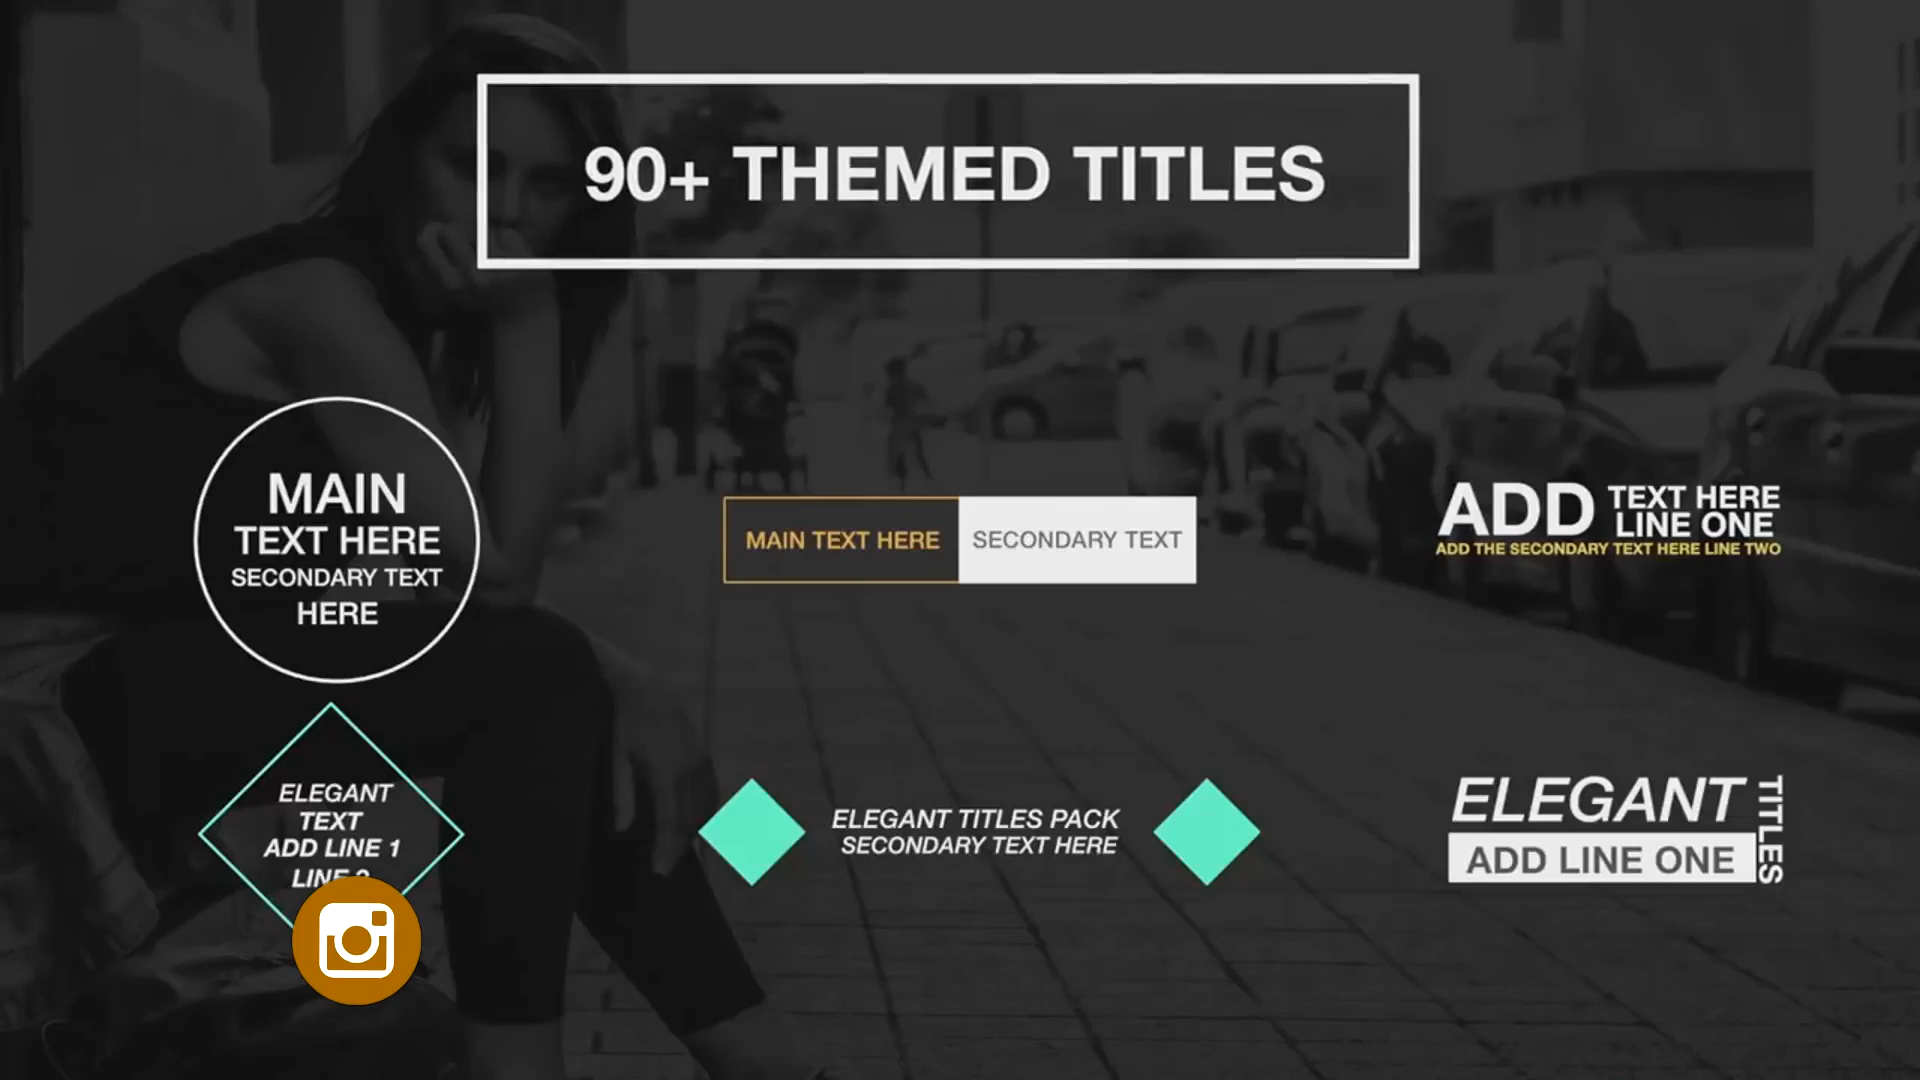 90+ THEMED TITLES
MAIN
TEXT HERE
SECONDARY TEXT
HERE
MAIN TEXT HERE
SECONDARY TEXT
ADD
TEXT HERE
LINE ONE
ADD THE SECONDARY TEXT HERE LINE TWO
ELEGANT
TEXT
ADD LINE 1
LINE
ELEGANT TITLES PACK
SECONDARY TEXT HERE
ELEGANT
TITLES
ADD LINE ONE